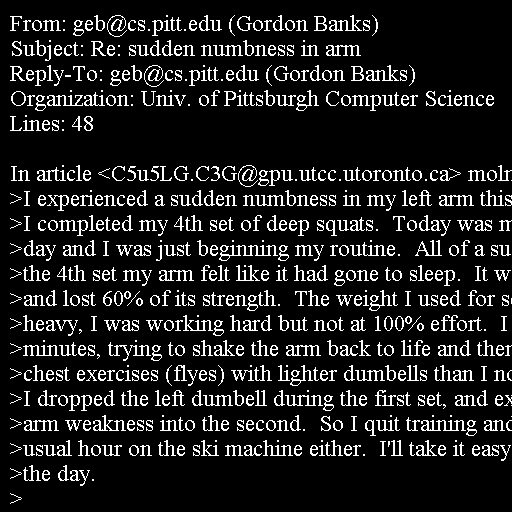 From: geb@cs.pitt.edu (Gordon Banks)
Subject: Re: sudden numbness in arm
Reply-To: geb@cs.pitt.edu (Gordon Banks)
Organization: Univ. of Pittsburgh Computer Science
Lines: 48

In article <C5u5LG.C3G@gpu.utcc.utoronto.ca> moln
>I experienced a sudden numbness in my left arm this
>I completed my 4th set of deep squats.  Today was m
>day and I was just beginning my routine.  All of a su
>the 4th set my arm felt like it had gone to sleep.  It w
>and lost 60% of its strength.  The weight I used for s
>heavy, I was working hard but not at 100% effort.  I
>minutes, trying to shake the arm back to life and then
>chest exercises (flyes) with lighter dumbells than I no
>I dropped the left dumbell during the first set, and ex
>arm weakness into the second.  So I quit training and
>usual hour on the ski machine either.  I'll take it easy
>the day.
>